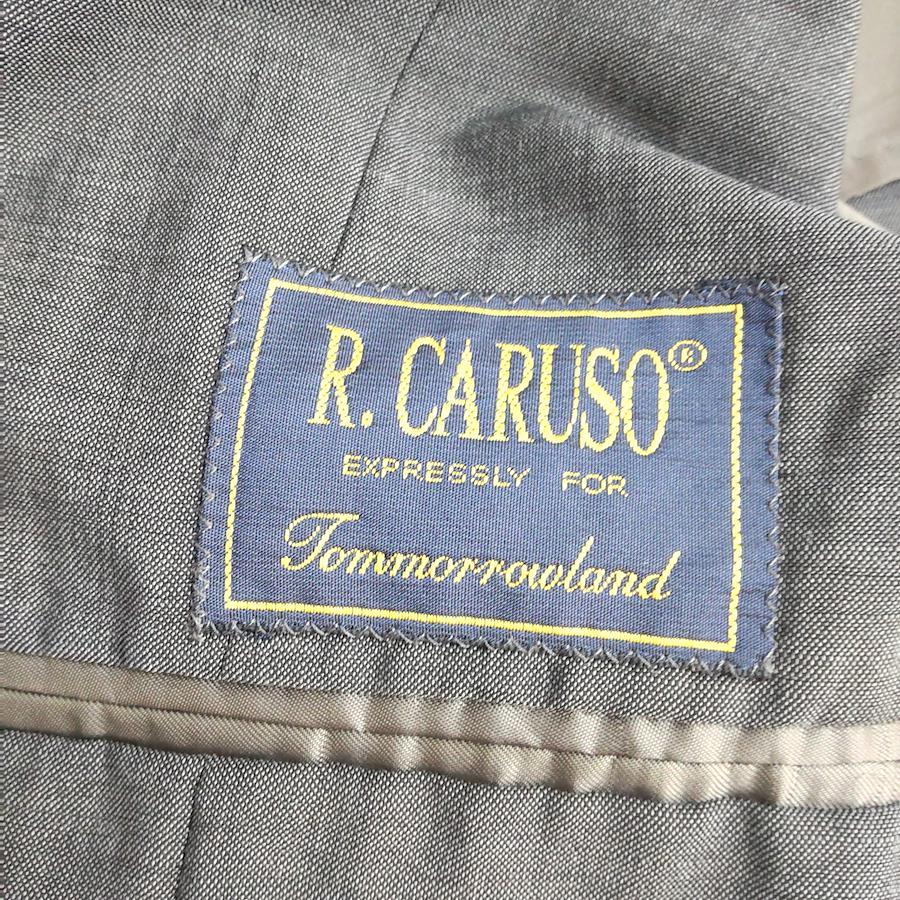 R. CARUSO®
EXPRESSLY FOR
Tommorrowland